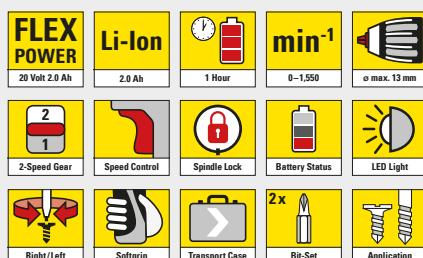 FLEX
POWER
20 Volt 2.0 Ah
Li-Ion
2.0 Ah
1 Hour
min-1
0–1,550
ø max. 13 mm
2
1
2-Speed Gear
Speed Control
Spindle Lock
Battery Status
LED Light
Right/Left
Softgrip
Transport Case
2 x
Bit-Set
Application